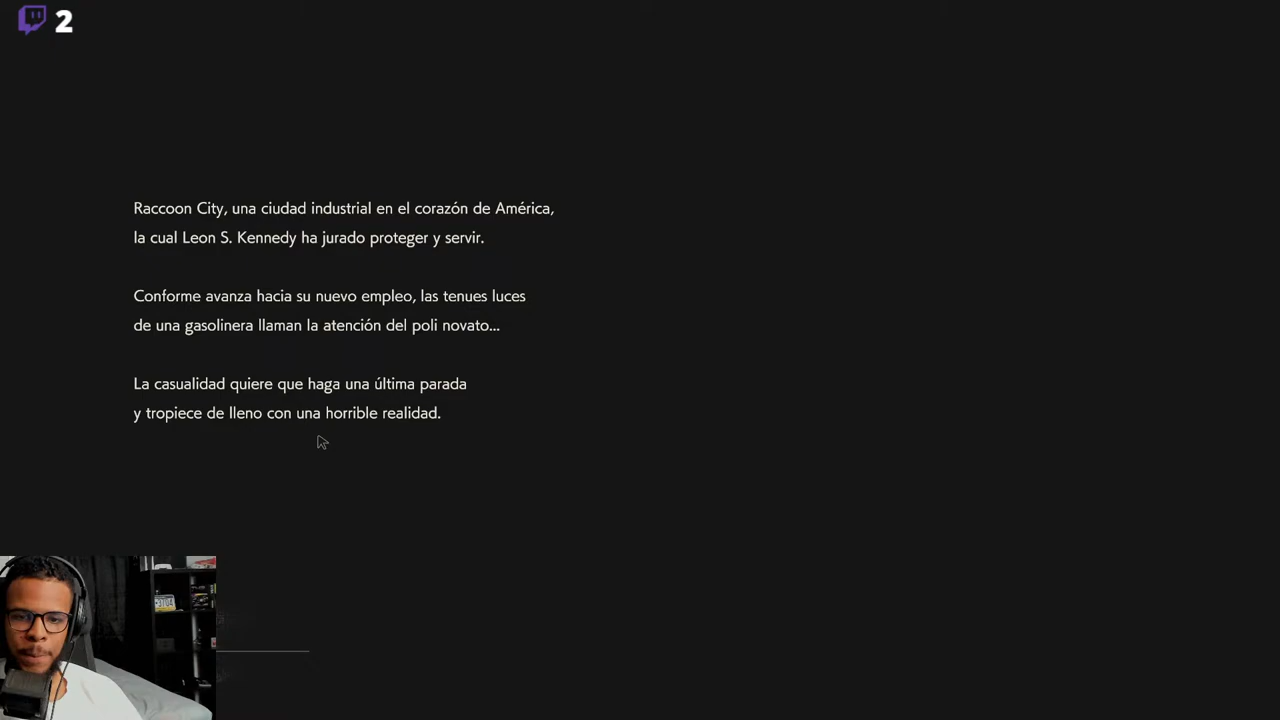 2
Raccoon City, una ciudad industrial en el corazón de América,
la cual Leon S. Kennedy ha jurado proteger y servir.
Conforme avanza hacia su nuevo empleo, las tenues luces
de una gasolinera llaman la atención del poli novato...
La casualidad quiere que haga una última parada
y tropiece de lleno con una horrible realidad.